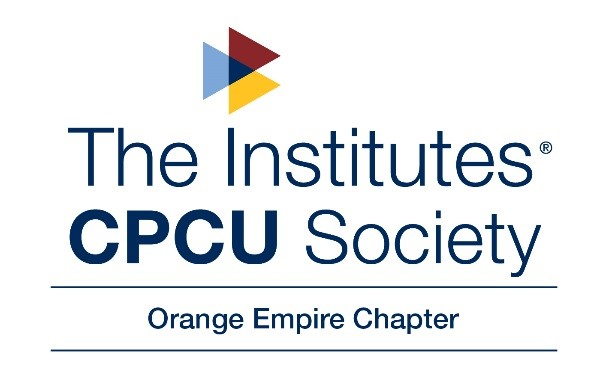 The Institutes®
CPCU Society
Orange Empire Chapter